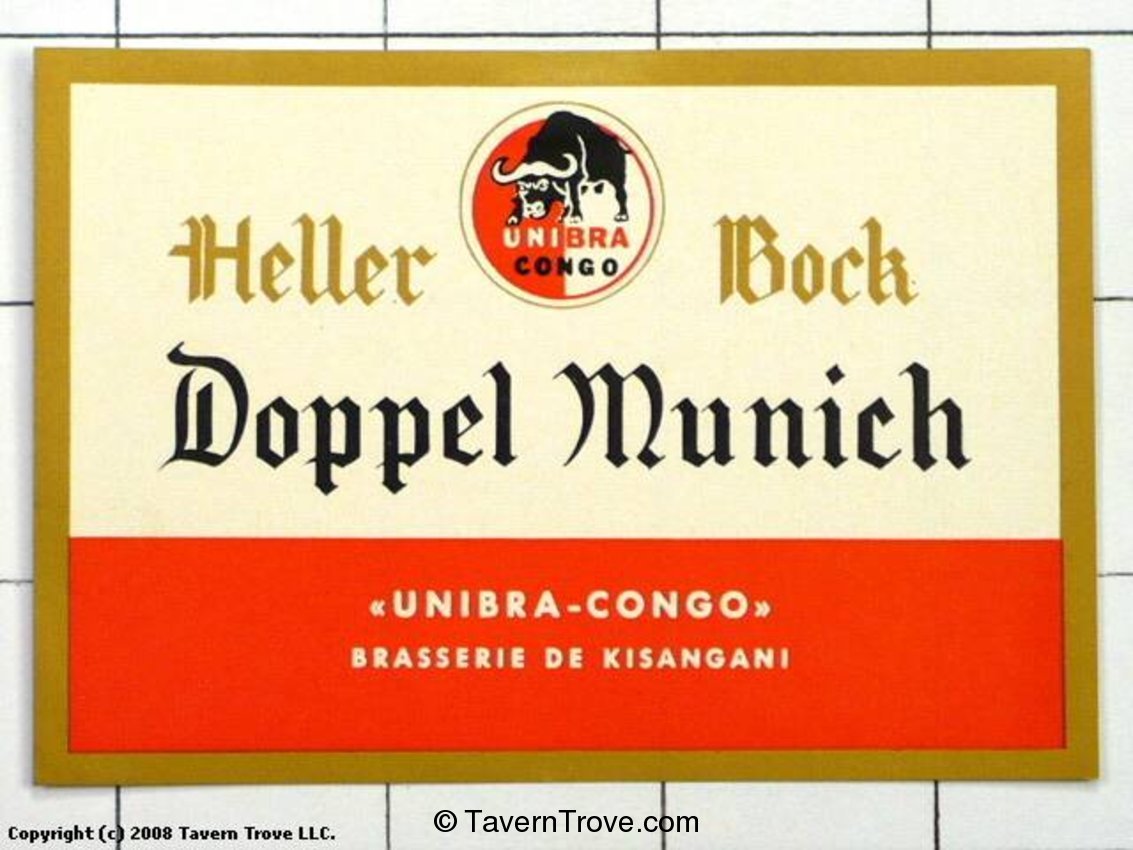 UNIBRA
CONGO
Heller Bock
Doppel Munich
«UNIBRA-CONGO»
BRASSERIE DE KISANGANI
Copyright (c) 2008 Tavern Trove LLC.
© TavernTrove.com